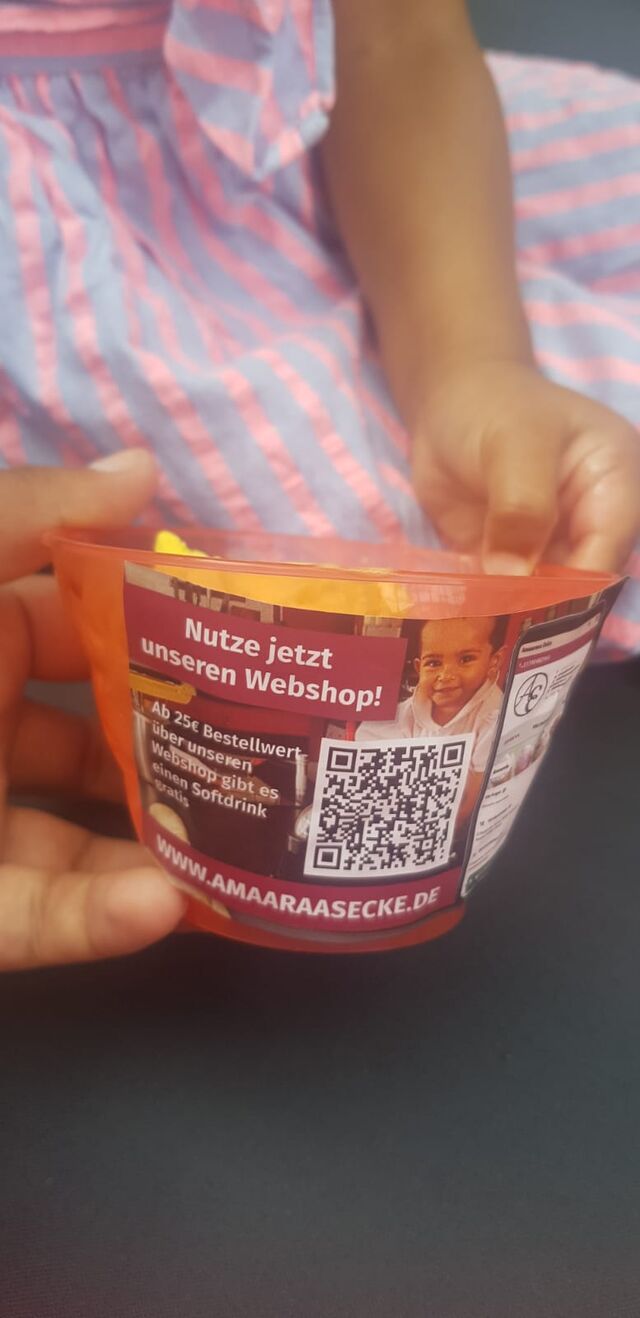 Nutze jetzt
unseren Webshop!
Ab 25€ Bestellwert
über unseren
Webshop gibt es
einen Softdrink
gratis
WWW.AMAARAASECKE.DE